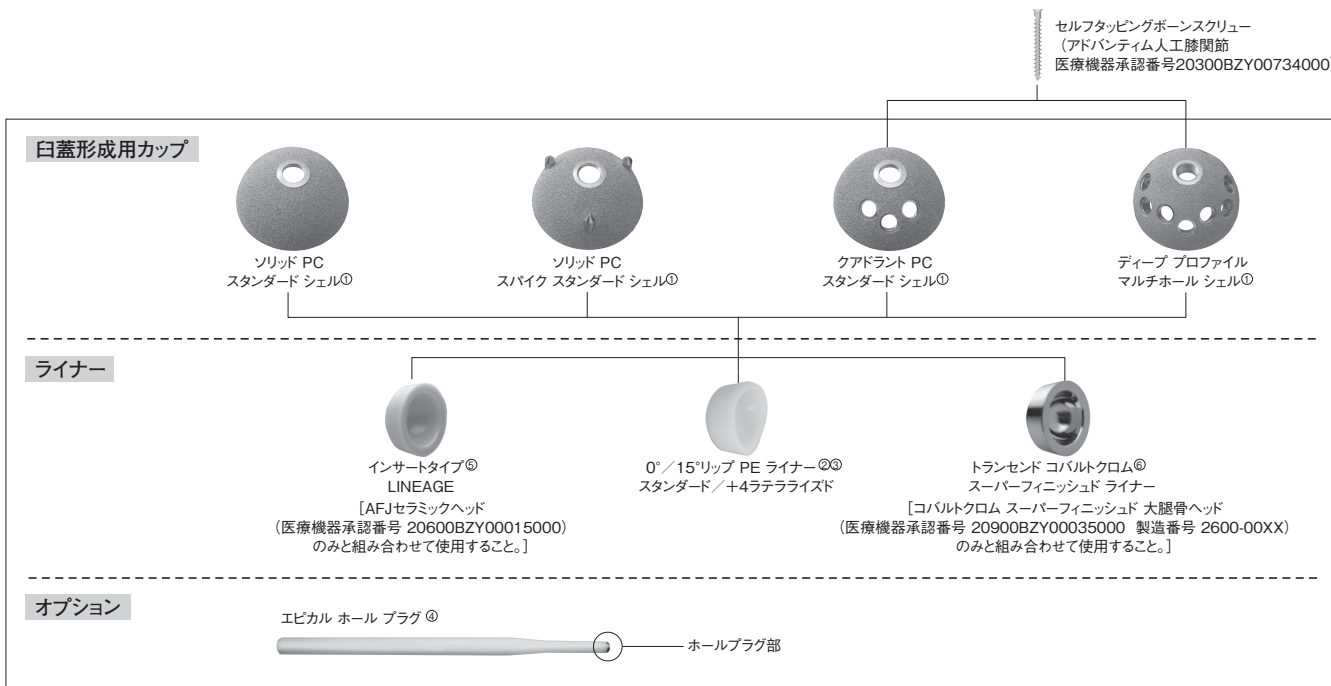 セルフタッピングボーンスクリュー
(アドバンティム人工膝関節
医療機器承認番号20300BZY00734000)
臼蓋形成用カップ
ソリッド PC
スタンダード シェル①
ソリッド PC
スパイク スタンダード シェル①
クアドラント PC
スタンダード シェル①
ディープ プロファイル
マルチホール シェル①
ライナー
インサートタイプ⑤
LINEAGE
[AFJセラミックヘッド
(医療機器承認番号 20600BZY00015000)
のみと組み合わせて使用すること。]
0°/15°リップ PE ライナー②③
スタンダード/+4ラテラライズド
トランセンド コバルトクロム⑥
スーパーフィニッシュド ライナー
[コバルトクロム スーパーフィニッシュド 大腿骨ヘッド
(医療機器承認番号 20900BZY00035000 製造番号 2600-00XX)
のみと組み合わせて使用すること。]
オプション
エピカル ホール プラグ④
ホールプラグ部